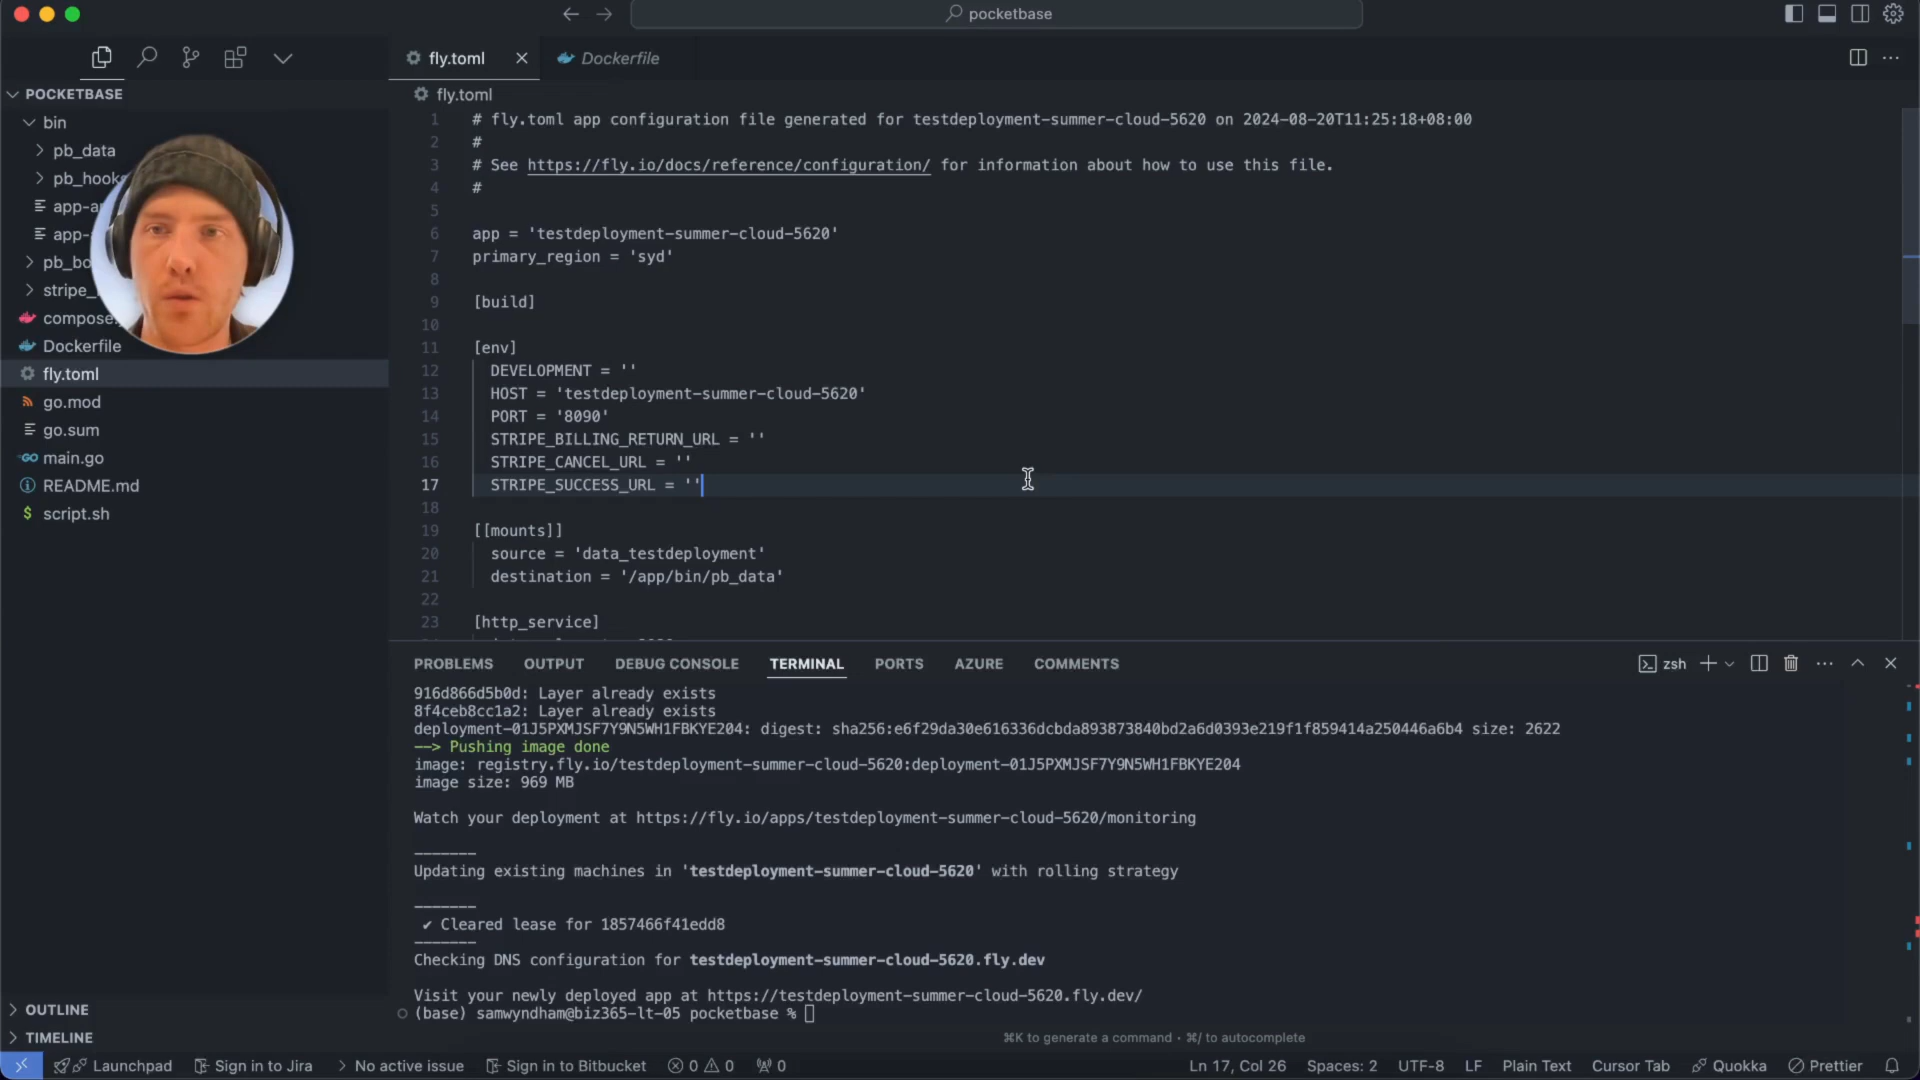 pocketbase
fly.toml
Dockerfile
POCKETBASE
bin
pb_data
app-
app-
stripe_
compose.
Dockerfile
fly.toml
go.mod
go.sum
main.go
README.md
script.sh
OUTLINE
TIMELINE
fly.toml
1 # fly.toml app configuration file generated for testdeployment-summer-cloud-5620 on 2024-08-20T11:25:18+08:00
2 #
3 # See https://fly.io/docs/reference/configuration/ for information about how to use this file.
4 #
5
6 app = 'testdeployment-summer-cloud-5620'
7 primary_region = 'syd'
8
9 [build]
10
11 [env]
12 DEVELOPMENT = ''
13 HOST = 'testdeployment-summer-cloud-5620'
14 PORT = '8090'
15 STRIPE_BILLING_RETURN_URL = ''
16 STRIPE_CANCEL_URL = ''
17 STRIPE_SUCCESS_URL = ''
18
19 [[mounts]]
20 source = 'data_testdeployment'
21 destination = '/app/bin/pb_data'
22
23 [http_service]
PROBLEMS OUTPUT DEBUG CONSOLE TERMINAL PORTS AZURE COMMENTS zsh
916d866d5b0d: Layer already exists
8f4ceb8cc1a2: Layer already exists
deployment-01J5PXMJSF7Y9N5WH1FBKYE204: digest: sha256:e6f29da30e616336dcbda893873840bd2a6d0393e219f1f859414a250446a6b4 size: 2622
--> Pushing image done
image: registry.fly.io/testdeployment-summer-cloud-5620:deployment-01J5PXMJSF7Y9N5WH1FBKYE204
image size: 969 MB
Watch your deployment at https://fly.io/apps/testdeployment-summer-cloud-5620/monitoring
-------
Updating existing machines in 'testdeployment-summer-cloud-5620' with rolling strategy
-------
✔ Cleared lease for 1857466f41edd8
-------
Checking DNS configuration for testdeployment-summer-cloud-5620.fly.dev
Visit your newly deployed app at https://testdeployment-summer-cloud-5620.fly.dev/
(base) samwyndham@biz365-lt-05 pocketbase %
⌘K to generate a command · ⌘/ to autocomplete
Launchpad Sign in to Jira No active issue Sign in to Bitbucket 0 0 0 Ln 17, Col 26 Spaces: 2 UTF-8 LF Plain Text Cursor Tab Quokka Prettier